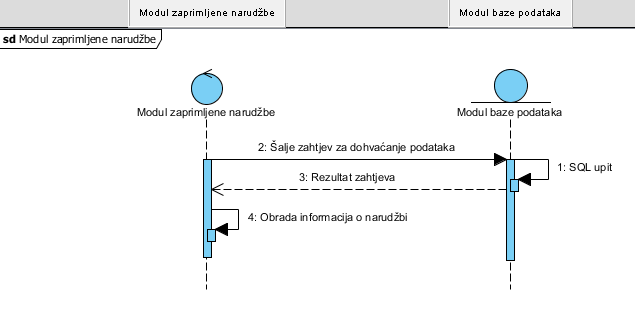 Modul zaprimljene narudžbe
Modul baze podataka
sd Modul zaprimljene narudžbe
Modul zaprimljene narudžbe
Modul baze podataka
2: Šalje zahtjev za dohvaćanje podataka
1: SQL upit
3: Rezultat zahtjeva
4: Obrada informacija o narudžbi